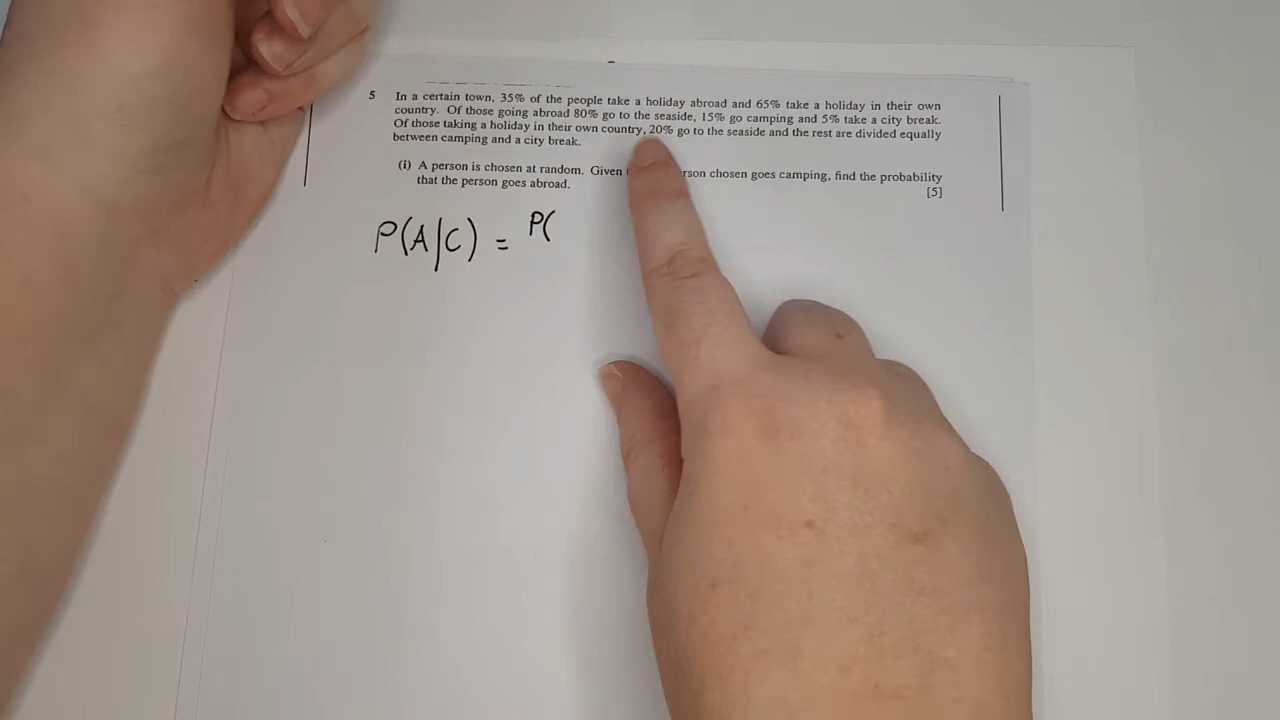 5 In a certain town, 35% of the people take a holiday abroad and 65% take a holiday in their own
country. Of those going abroad 80% go to the seaside, 15% go camping and 5% take a city break.
Of those taking a holiday in their own country, 20% go to the seaside and the rest are divided equally
between camping and a city break.
(i) A person is chosen at random. Given chosen goes camping, find the probability
that the person goes abroad. [5]
P(A|C) = P(